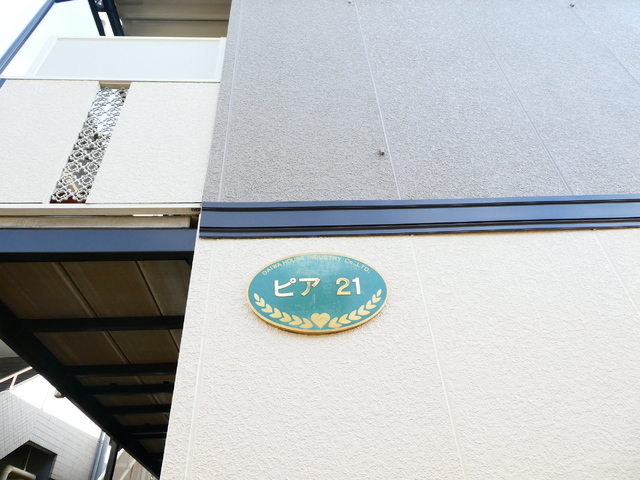 DAIWA HOUSE INDUSTRY Co.,LTD.
ピア 21